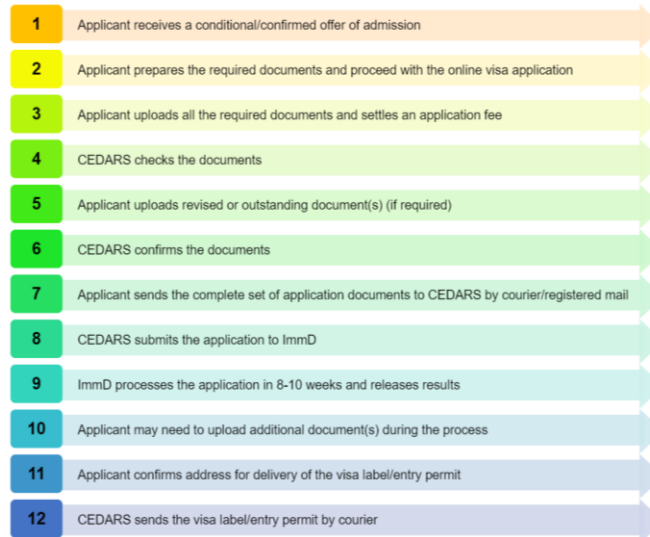 1 Applicant receives a conditional/confirmed offer of admission
2 Applicant prepares the required documents and proceed with the online visa application
3 Applicant uploads all the required documents and settles an application fee
4 CEDARS checks the documents
5 Applicant uploads revised or outstanding document(s) (if required)
6 CEDARS confirms the documents
7 Applicant sends the complete set of application documents to CEDARS by courier/registered mail
8 CEDARS submits the application to ImmD
9 ImmD processes the application in 8-10 weeks and releases results
10 Applicant may need to upload additional document(s) during the process
11 Applicant confirms address for delivery of the visa label/entry permit
12 CEDARS sends the visa label/entry permit by courier